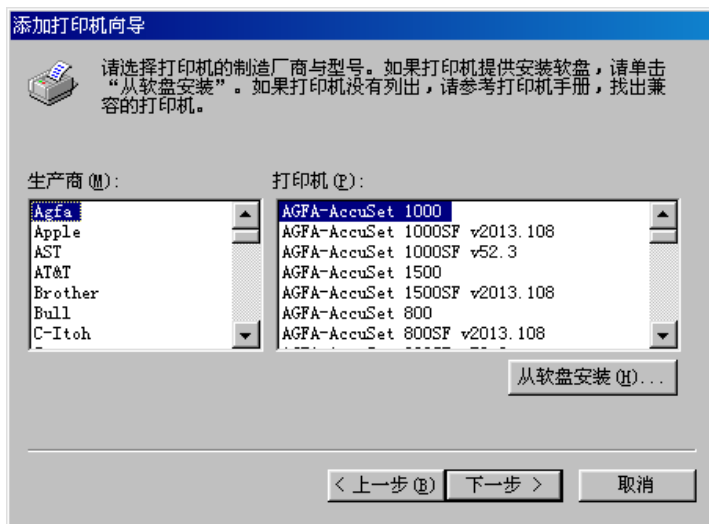 添加打印机向导
请选择打印机的制造厂商与型号。如果打印机提供安装软盘，请单击
“从软盘安装”。如果打印机没有列出，请参考打印机手册，找出兼
容的打印机。
生产商(M):
打印机(P):
Agfa
Apple
AST
AT&T
Brother
Bull
C-Itoh
AGFA-AccuSet 1000
AGFA-AccuSet 1000SF v2013.108
AGFA-AccuSet 1000SF v52.3
AGFA-AccuSet 1500
AGFA-AccuSet 1500SF v2013.108
AGFA-AccuSet 800
AGFA-AccuSet 800SF v2013.108
从软盘安装(H)...
< 上一步(B)
下一步 >
取消